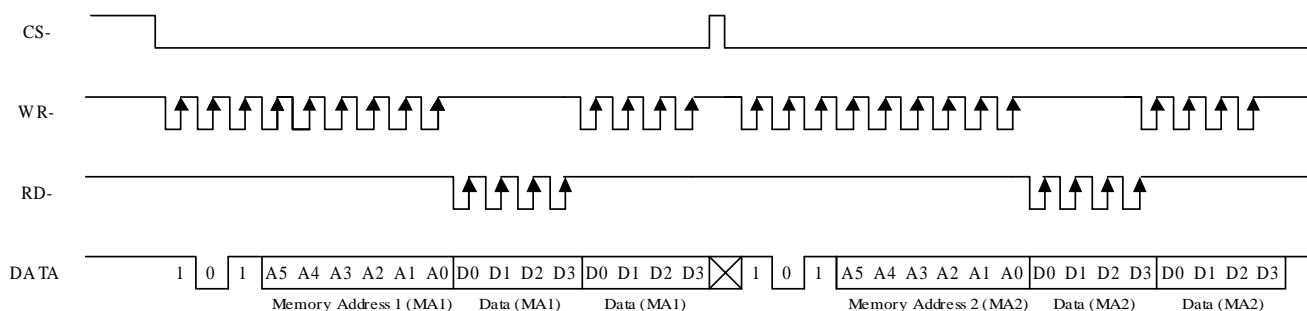 CS-
WR-
RD-
DATA 1 0 1 A5 A4 A3 A2 A1 A0 D0 D1 D2 D3 D0 D1 D2 D3 1 0 1 A5 A4 A3 A2 A1 A0 D0 D1 D2 D3 D0 D1 D2 D3
Memory Address 1 (MA1) Data (MA1) Data (MA1) Memory Address 2 (MA2) Data (MA2) Data (MA2)